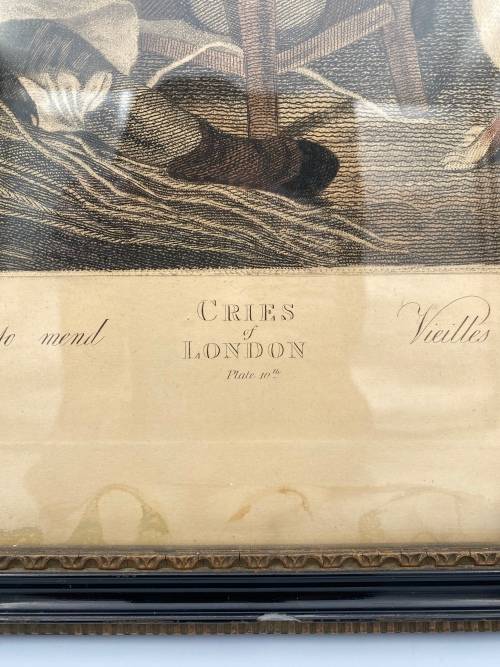 to mend
CRIES
of
LONDON
Plate 10th
Vieilles